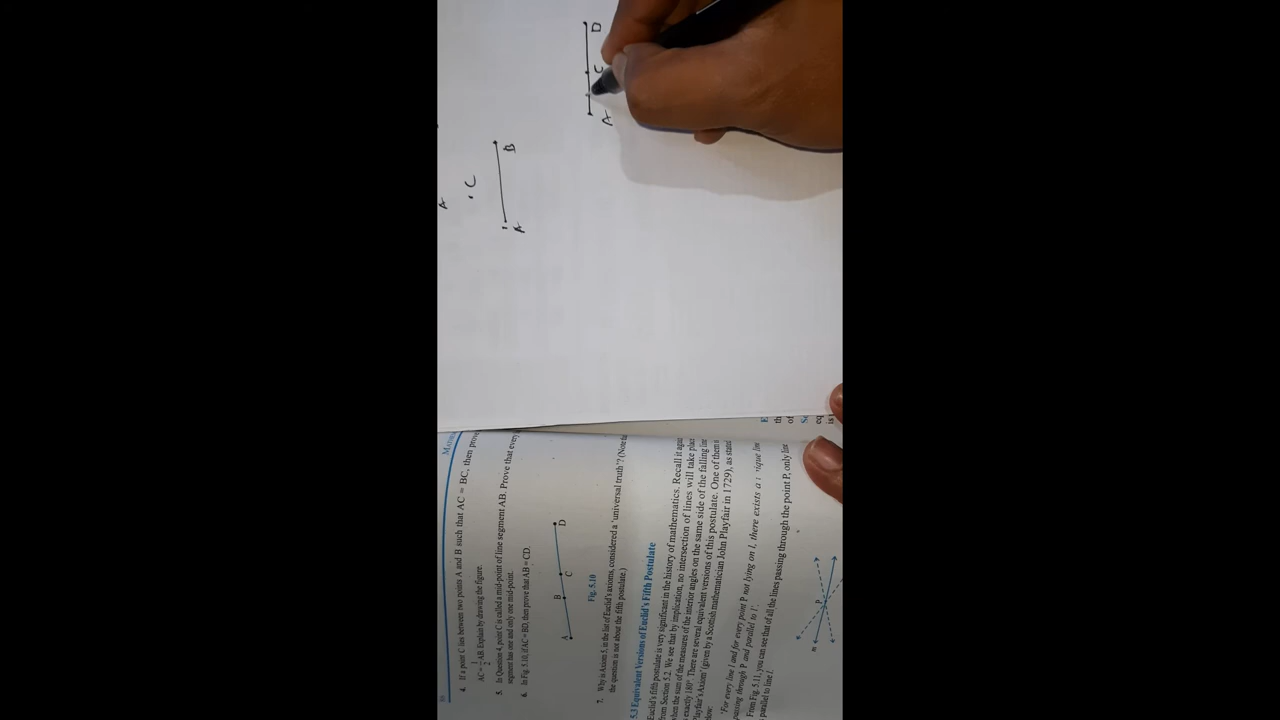 A
C
A B
A C D
4. If a point C lies between two points A and B such that AC = BC, then prove
AC = 1/2 AB. Explain by drawing the figure.
5. In Question 4, point C is called a mid-point of line segment AB. Prove that every
segment has one and only one mid-point.
6. In Fig. 5.10, if AC = BD, then prove that AB = CD.
A B C D
Fig. 5.10
7. Why is Axiom 5, in the list of Euclid's axioms, considered a 'universal truth'? (Note
the question is not about the fifth postulate.)
5.3 Equivalent Versions of Euclid's Fifth Postulate
Euclid's fifth postulate is very significant in the history of mathematics. Recall it
from Section 5.2. We see that by implication, no intersection of lines will take
when the sum of the measures of the interior angles on the same side of the falling line
exactly 180°. There are several equivalent versions of this postulate. One of them
Playfair's Axiom' (given by a Scottish mathematician John Playfair in 1729), as
below:
'For every line l and for every point P not lying on l, there exists a
passing through P and parallel to l'.
From Fig. 5.11, you can see that of all the lines passing through the point P, only
parallel to line l
P
m
E
th
of
eq